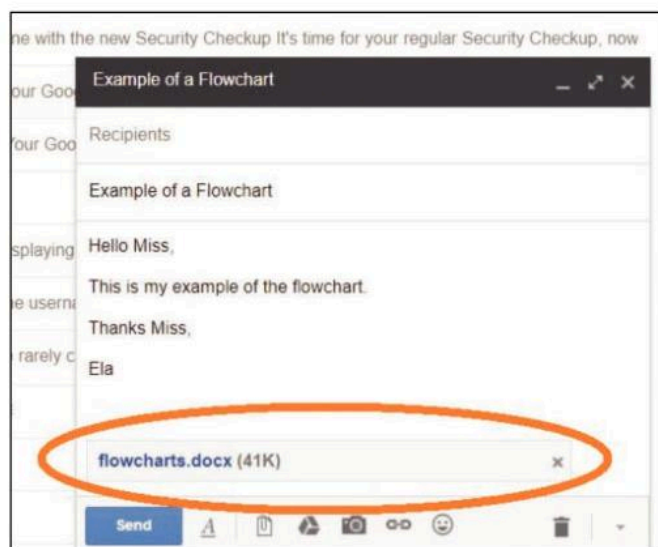 ne with the new Security Checkup It's time for your regular Security Checkup, now
Example of a Flowchart
our Goo
Recipients
Your Goo
Example of a Flowchart
splaying
Hello Miss,
This is my example of the flowchart.
e userna
Thanks Miss,
rarely c
Ela
flowcharts.docx (41K)
Send